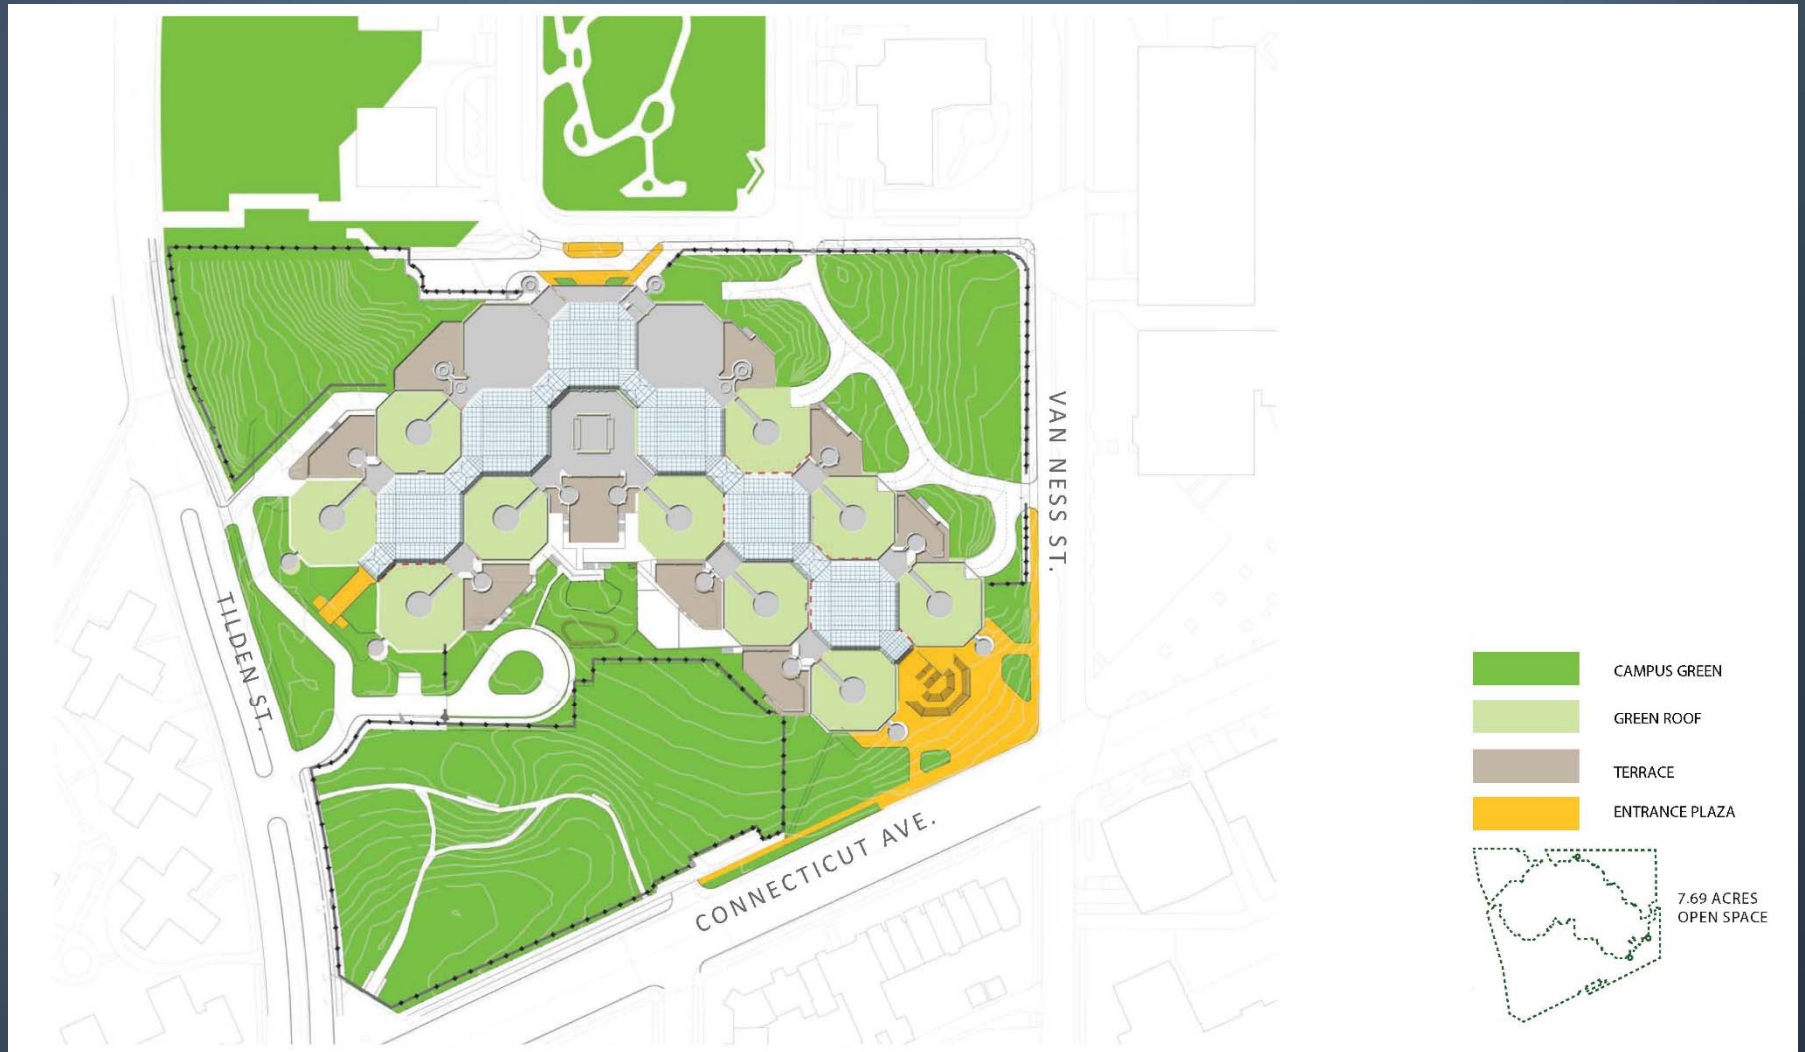 VAN NESS ST.
TILDEN ST.
CONNECTICUT AVE.
CAMPUS GREEN
GREEN ROOF
TERRACE
ENTRANCE PLAZA
7.69 ACRES
OPEN SPACE